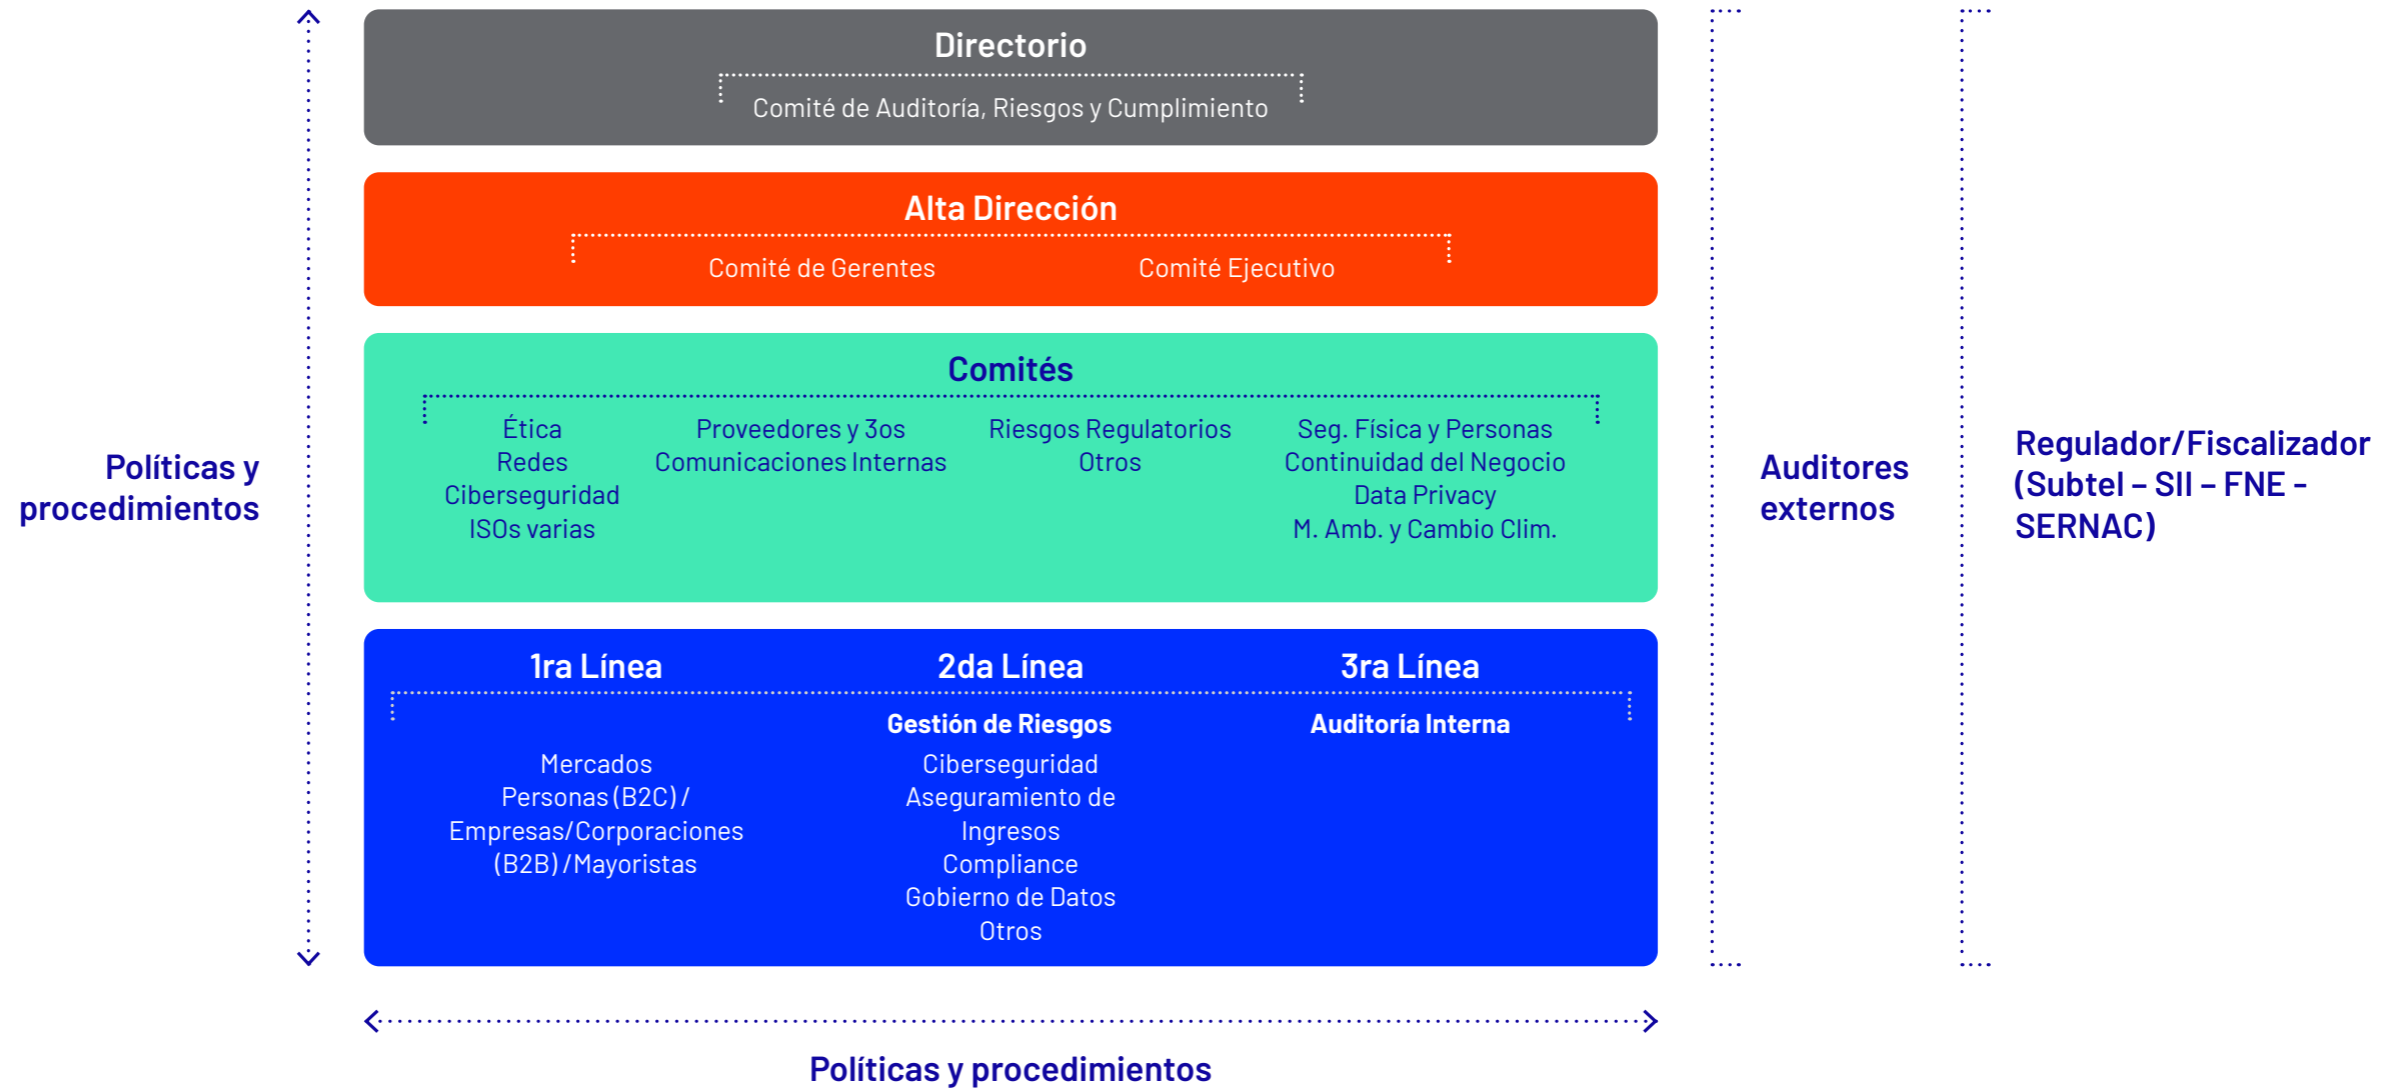 Directorio
Comité de Auditoría, Riesgos y Cumplimiento
Alta Dirección
Comité de Gerentes
Comité Ejecutivo
Comités
Ética
Redes
Ciberseguridad
ISOs varias
Proveedores y 3os
Comunicaciones Internas
Riesgos Regulatorios
Otros
Seg. Física y Personas
Continuidad del Negocio
Data Privacy
M. Amb. y Cambio Clim.
1ra Línea
Mercados
Personas (B2C) /
Empresas/Corporaciones
(B2B) /Mayoristas
2da Línea
Gestión de Riesgos
Ciberseguridad
Aseguramiento de
Ingresos
Compliance
Gobierno de Datos
Otros
3ra Línea
Auditoría Interna
Políticas y
procedimientos
Auditores
externos
Regulador/Fiscalizador
(Subtel – SII – FNE -
SERNAC)
Políticas y procedimientos